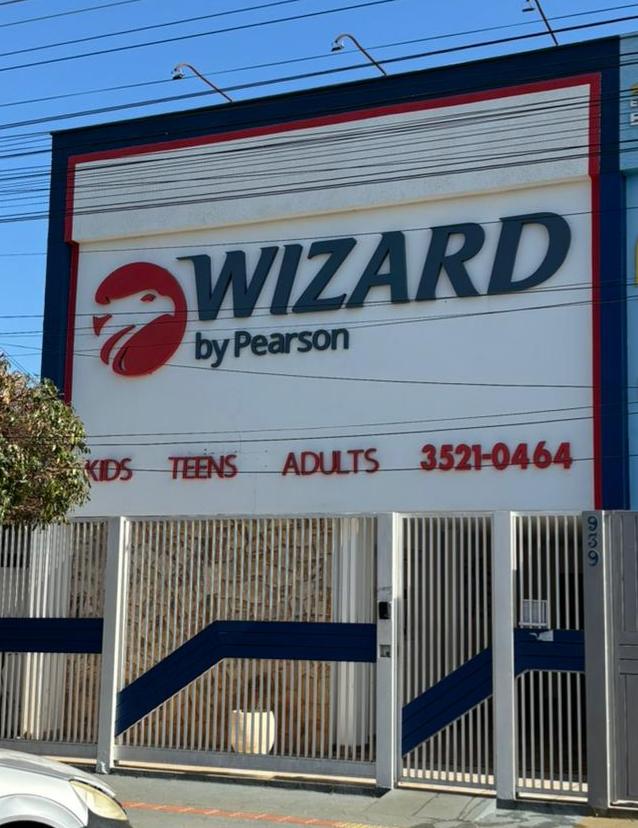 WIZARD
by Pearson
KIDS TEENS ADULTS 3521-0464
939